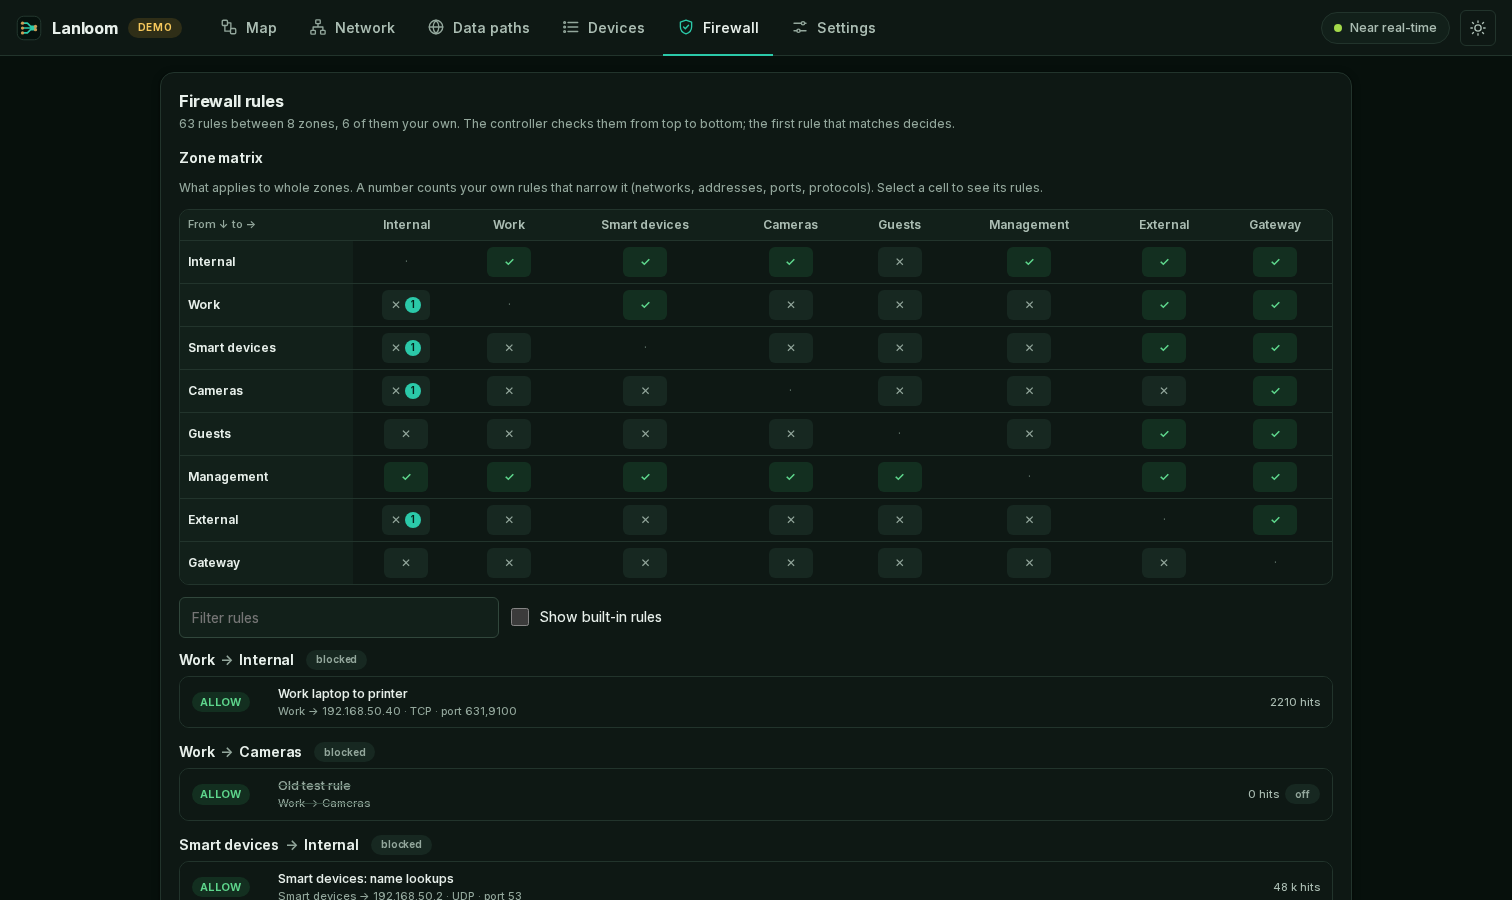 Lanloom DEMO Map Network Data paths Devices Firewall Settings Near real-time
Firewall rules
63 rules between 8 zones, 6 of them your own. The controller checks them from top to bottom; the first rule that matches decides.
Zone matrix
What applies to whole zones. A number counts your own rules that narrow it (networks, addresses, ports, protocols). Select a cell to see its rules.
From ↓ to → Internal Work Smart devices Cameras Guests Management External Gateway
Internal · ✓ ✓ ✓ ✕ ✓ ✓ ✓
Work ✕ 1 · ✓ ✕ ✕ ✕ ✓ ✓
Smart devices ✕ 1 ✕ · ✕ ✕ ✕ ✓ ✓
Cameras ✕ 1 ✕ ✕ · ✕ ✕ ✕ ✓
Guests ✕ ✕ ✕ ✕ · ✕ ✓ ✓
Management ✓ ✓ ✓ ✓ ✓ · ✓ ✓
External ✕ 1 ✕ ✕ ✕ ✕ ✕ · ✓
Gateway ✕ ✕ ✕ ✕ ✕ ✕ ✕ ·
Filter rules Show built-in rules
Work → Internal blocked
ALLOW Work laptop to printer 2210 hits
Work → 192.168.50.40 · TCP · port 631,9100
Work → Cameras blocked
ALLOW Old test rule 0 hits off
Work → Cameras
Smart devices → Internal blocked
ALLOW Smart devices: name lookups 48 k hits
Smart devices → 192.168.50.2 · UDP · port 53